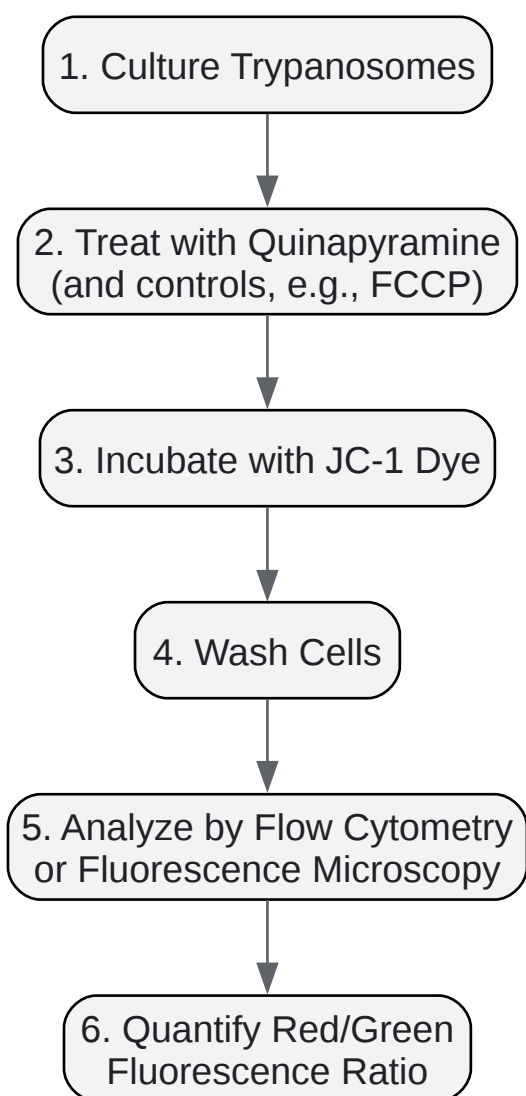 1. Culture Trypanosomes
2. Treat with Quinapyramine
(and controls, e.g., FCCP)
3. Incubate with JC-1 Dye
4. Wash Cells
5. Analyze by Flow Cytometry
or Fluorescence Microscopy
6. Quantify Red/Green
Fluorescence Ratio